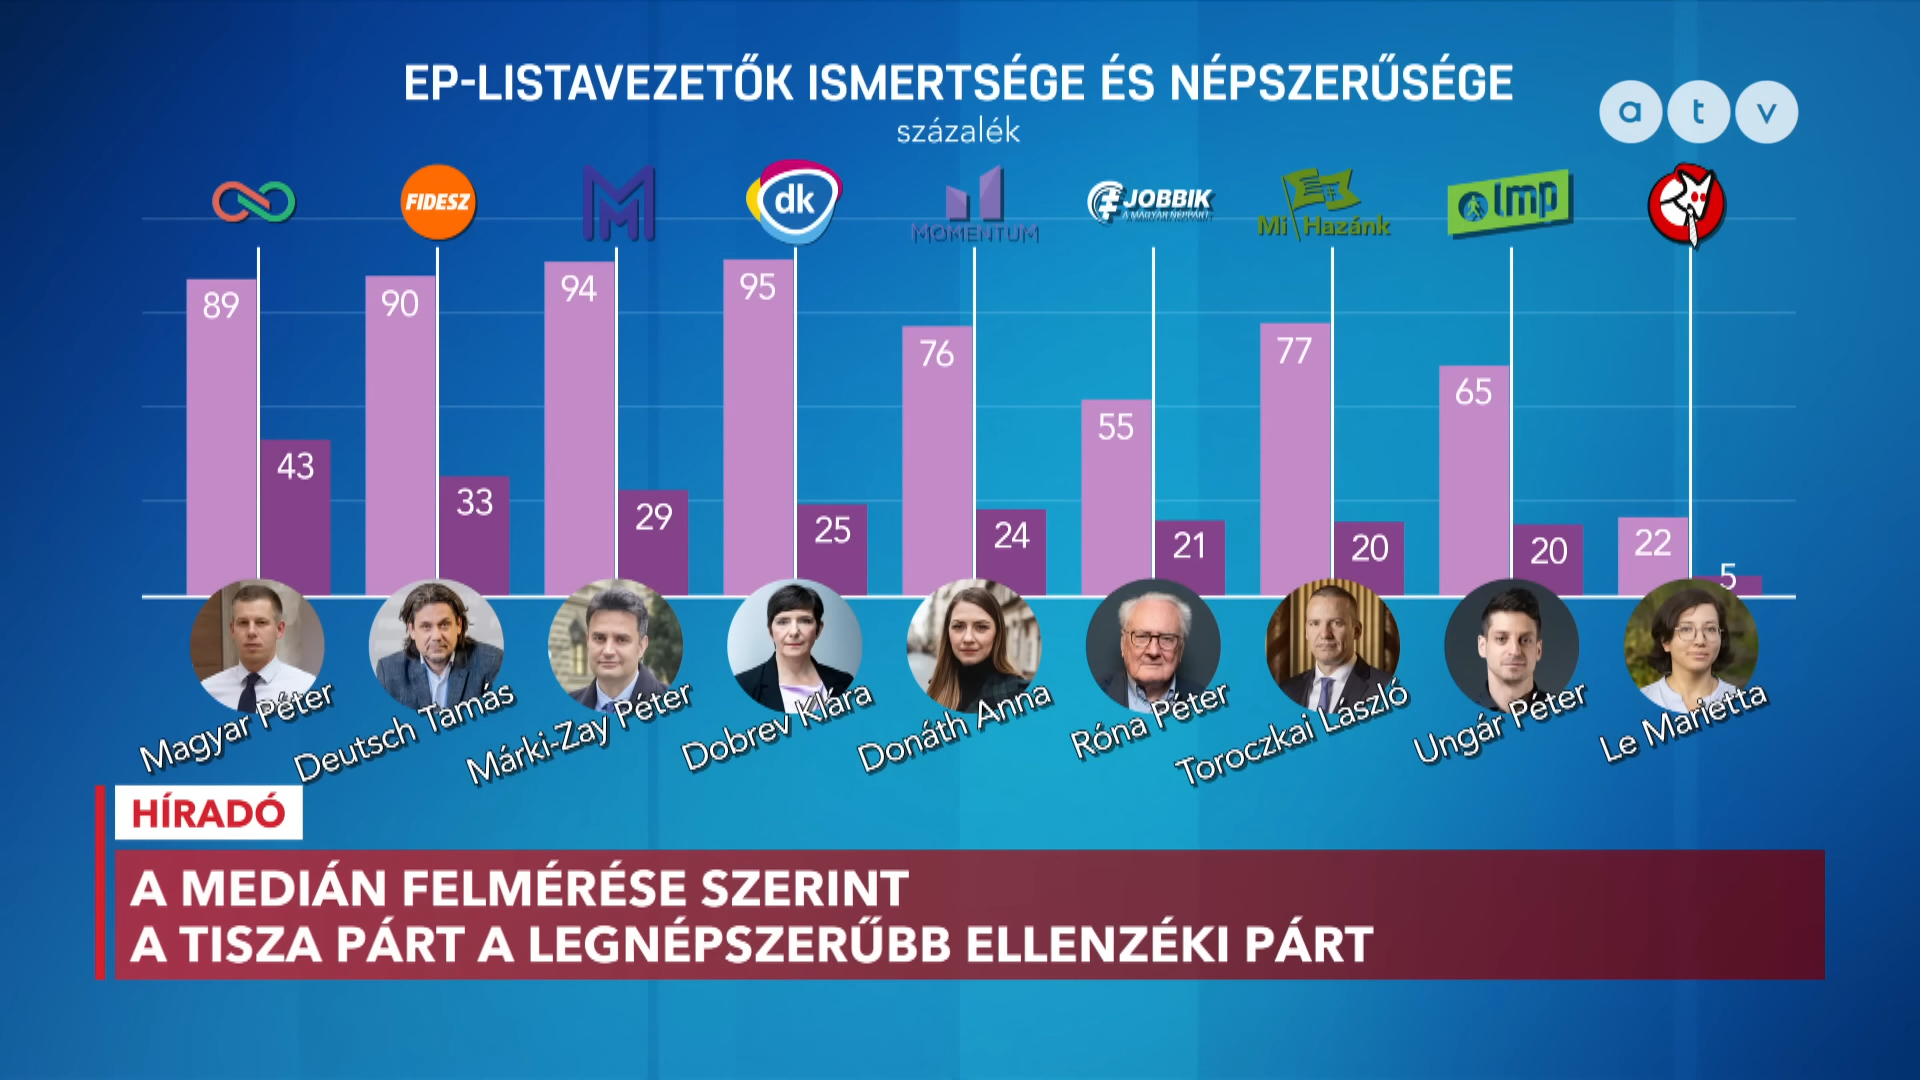 EP-LISTAVEZETŐK ISMERTSÉGE ÉS NÉPSZERŰSÉGE
százalék
a t v
FIDESZ
dk
MOMENTUM
JOBBIK
A MAGYAR NÉPPÁRT
Mi Hazánk
lmp
89
43
90
33
94
29
95
25
76
24
55
21
77
20
65
20
22
5
Magyar Péter
Deutsch Tamás
Márki-Zay Péter
Dobrev Klára
Donáth Anna
Róna Péter
Toroczkai László
Ungár Péter
Le Marietta
HÍRADÓ
A MEDIÁN FELMÉRÉSE SZERINT
A TISZA PÁRT A LEGNÉPSZERŰBB ELLENZÉKI PÁRT